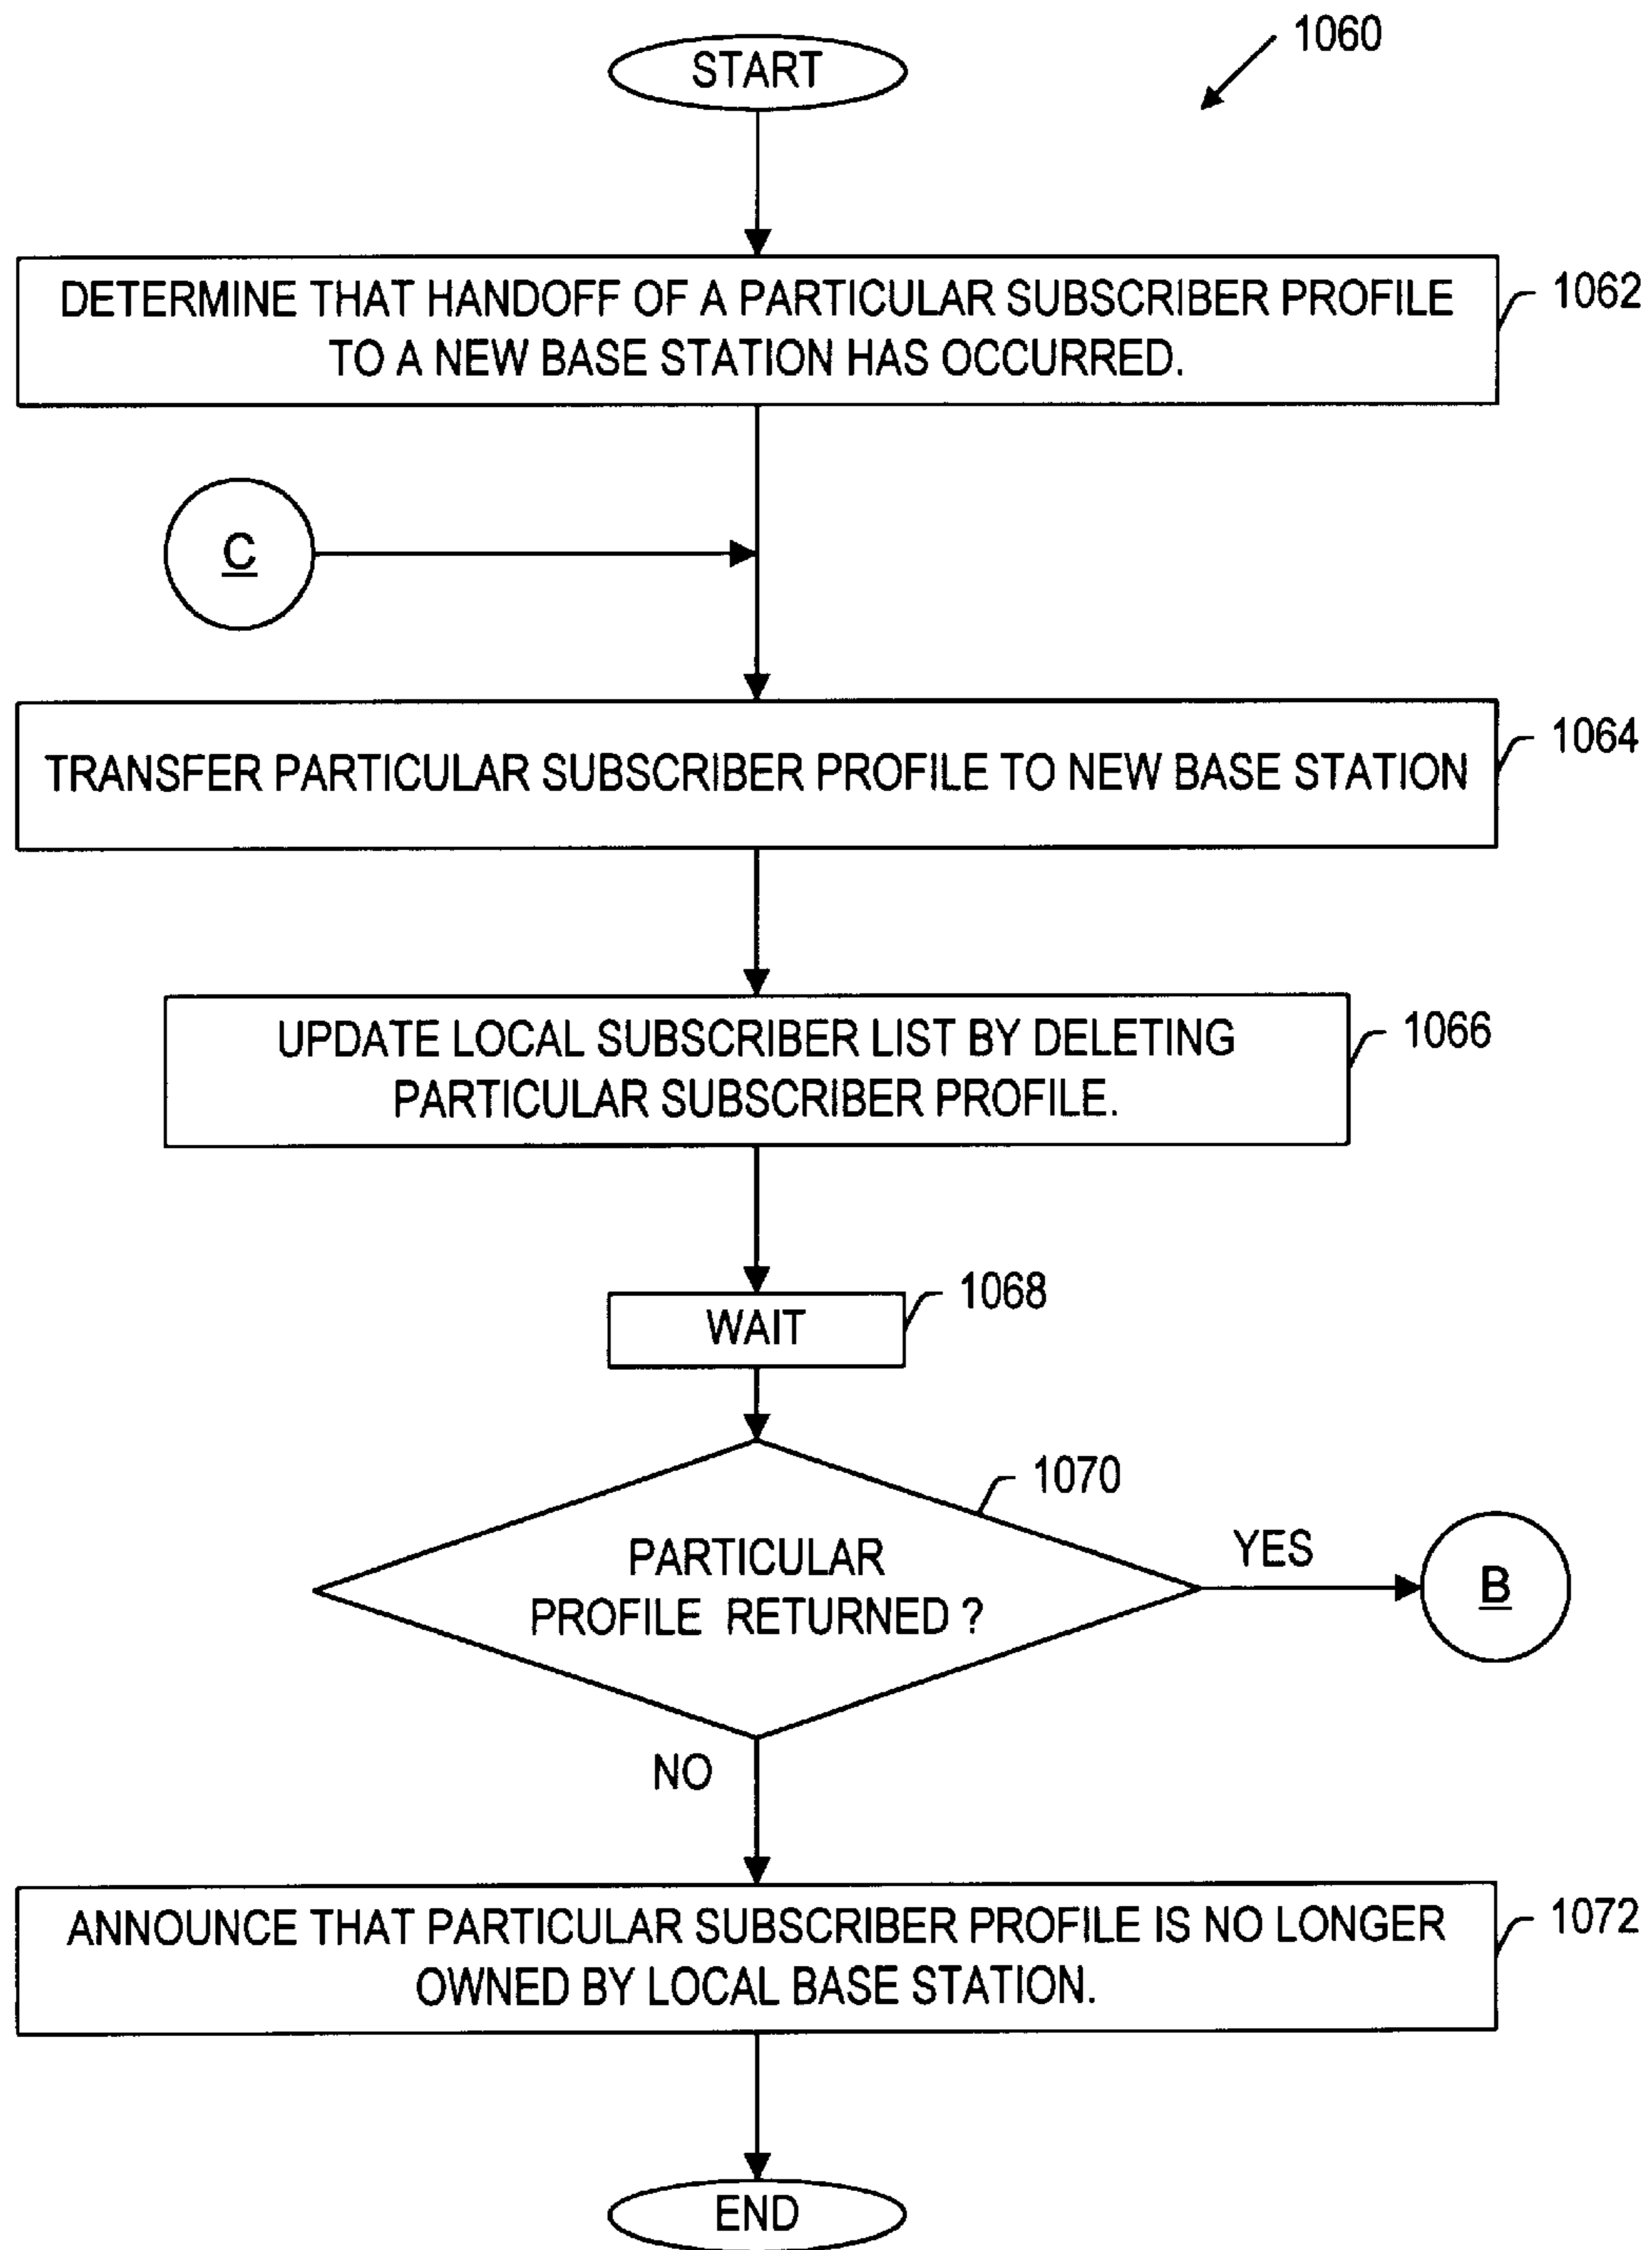 1060
START
DETERMINE THAT HANDOFF OF A PARTICULAR SUBSCRIBER PROFILE
TO A NEW BASE STATION HAS OCCURRED.
1062
C
TRANSFER PARTICULAR SUBSCRIBER PROFILE TO NEW BASE STATION
1064
UPDATE LOCAL SUBSCRIBER LIST BY DELETING
PARTICULAR SUBSCRIBER PROFILE.
1066
WAIT
1068
1070
PARTICULAR
PROFILE RETURNED ?
YES
B
NO
ANNOUNCE THAT PARTICULAR SUBSCRIBER PROFILE IS NO LONGER
OWNED BY LOCAL BASE STATION.
1072
END